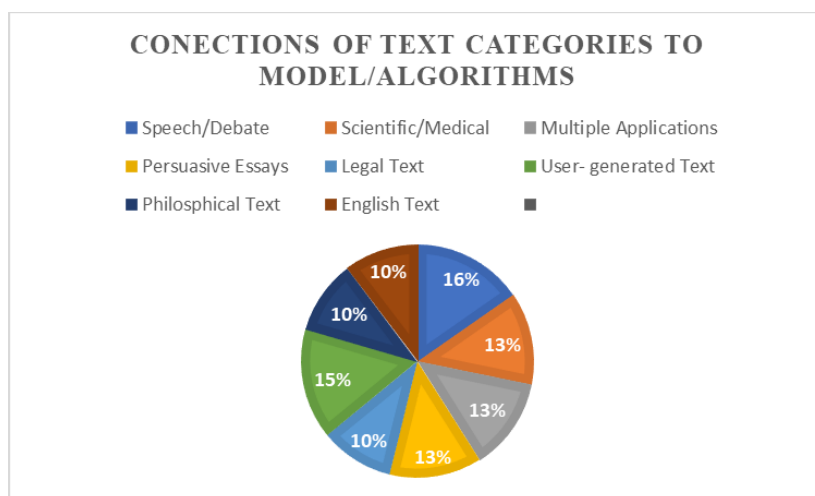 CONECTIONS OF TEXT CATEGORIES TO
MODEL/ALGORITHMS
Speech/Debate Scientific/Medical Multiple Applications
Persuasive Essays Legal Text User- generated Text
Philosphical Text English Text
10% 16%
10% 13%
15% 13%
10% 13%